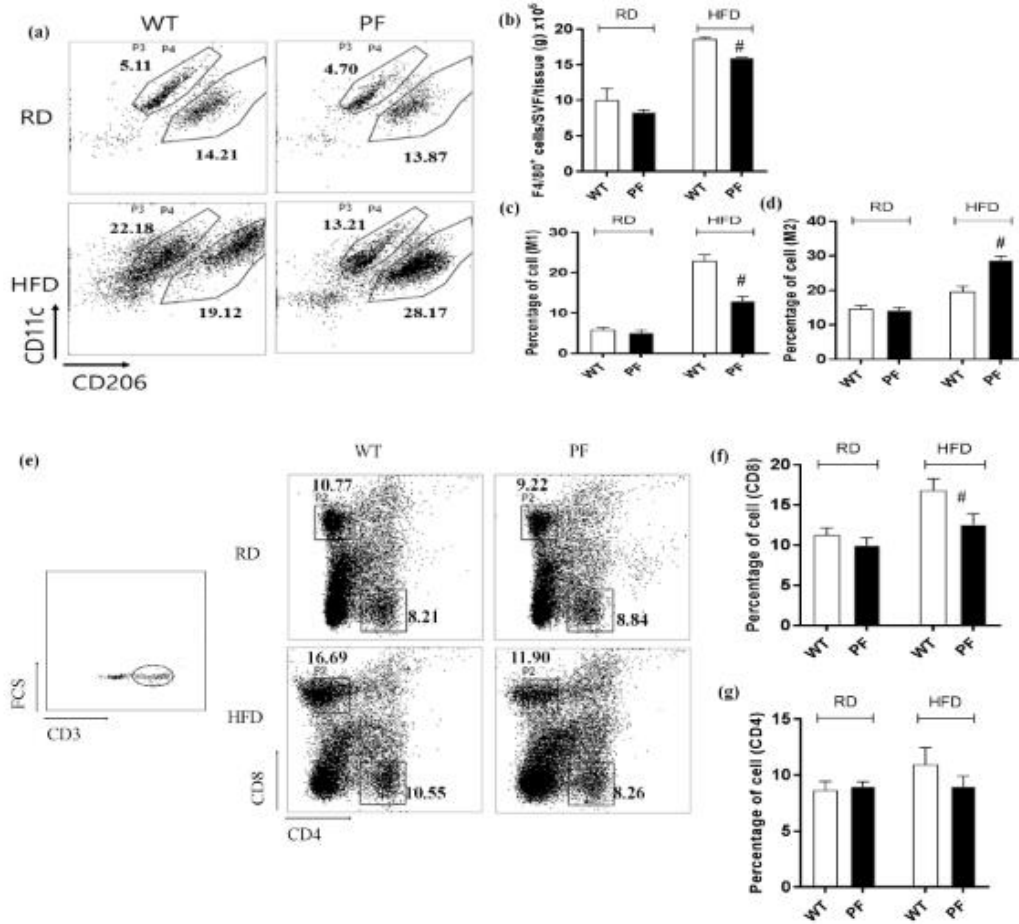 (a)
WT
PF
RD
P3 P4
5.11
14.21
P3 P4
4.70
13.87
HFD
P3 P4
22.18
19.12
P3 P4
13.21
28.17
CD11c
CD206
(b)
RD
HFD
F4/80+ cells/SVF/tissue (g) x10⁶
20
15
10
5
0
#
WT
PF
WT
PF
(c)
RD
HFD
Percentage of cell (M1)
30
20
10
0
#
WT
PF
WT
PF
(d)
RD
HFD
Percentage of cell (M2)
40
30
20
10
0
#
WT
PF
WT
PF
(e)
WT
PF
FCS
CD3
RD
10.77
P2
8.21
9.22
P2
8.84
HFD
16.69
P2
10.55
11.90
P2
8.26
CD8
CD4
(f)
RD
HFD
Percentage of cell (CD8)
20
15
10
5
0
#
WT
PF
WT
PF
(g)
RD
HFD
Percentage of cell (CD4)
15
10
5
0
WT
PF
WT
PF